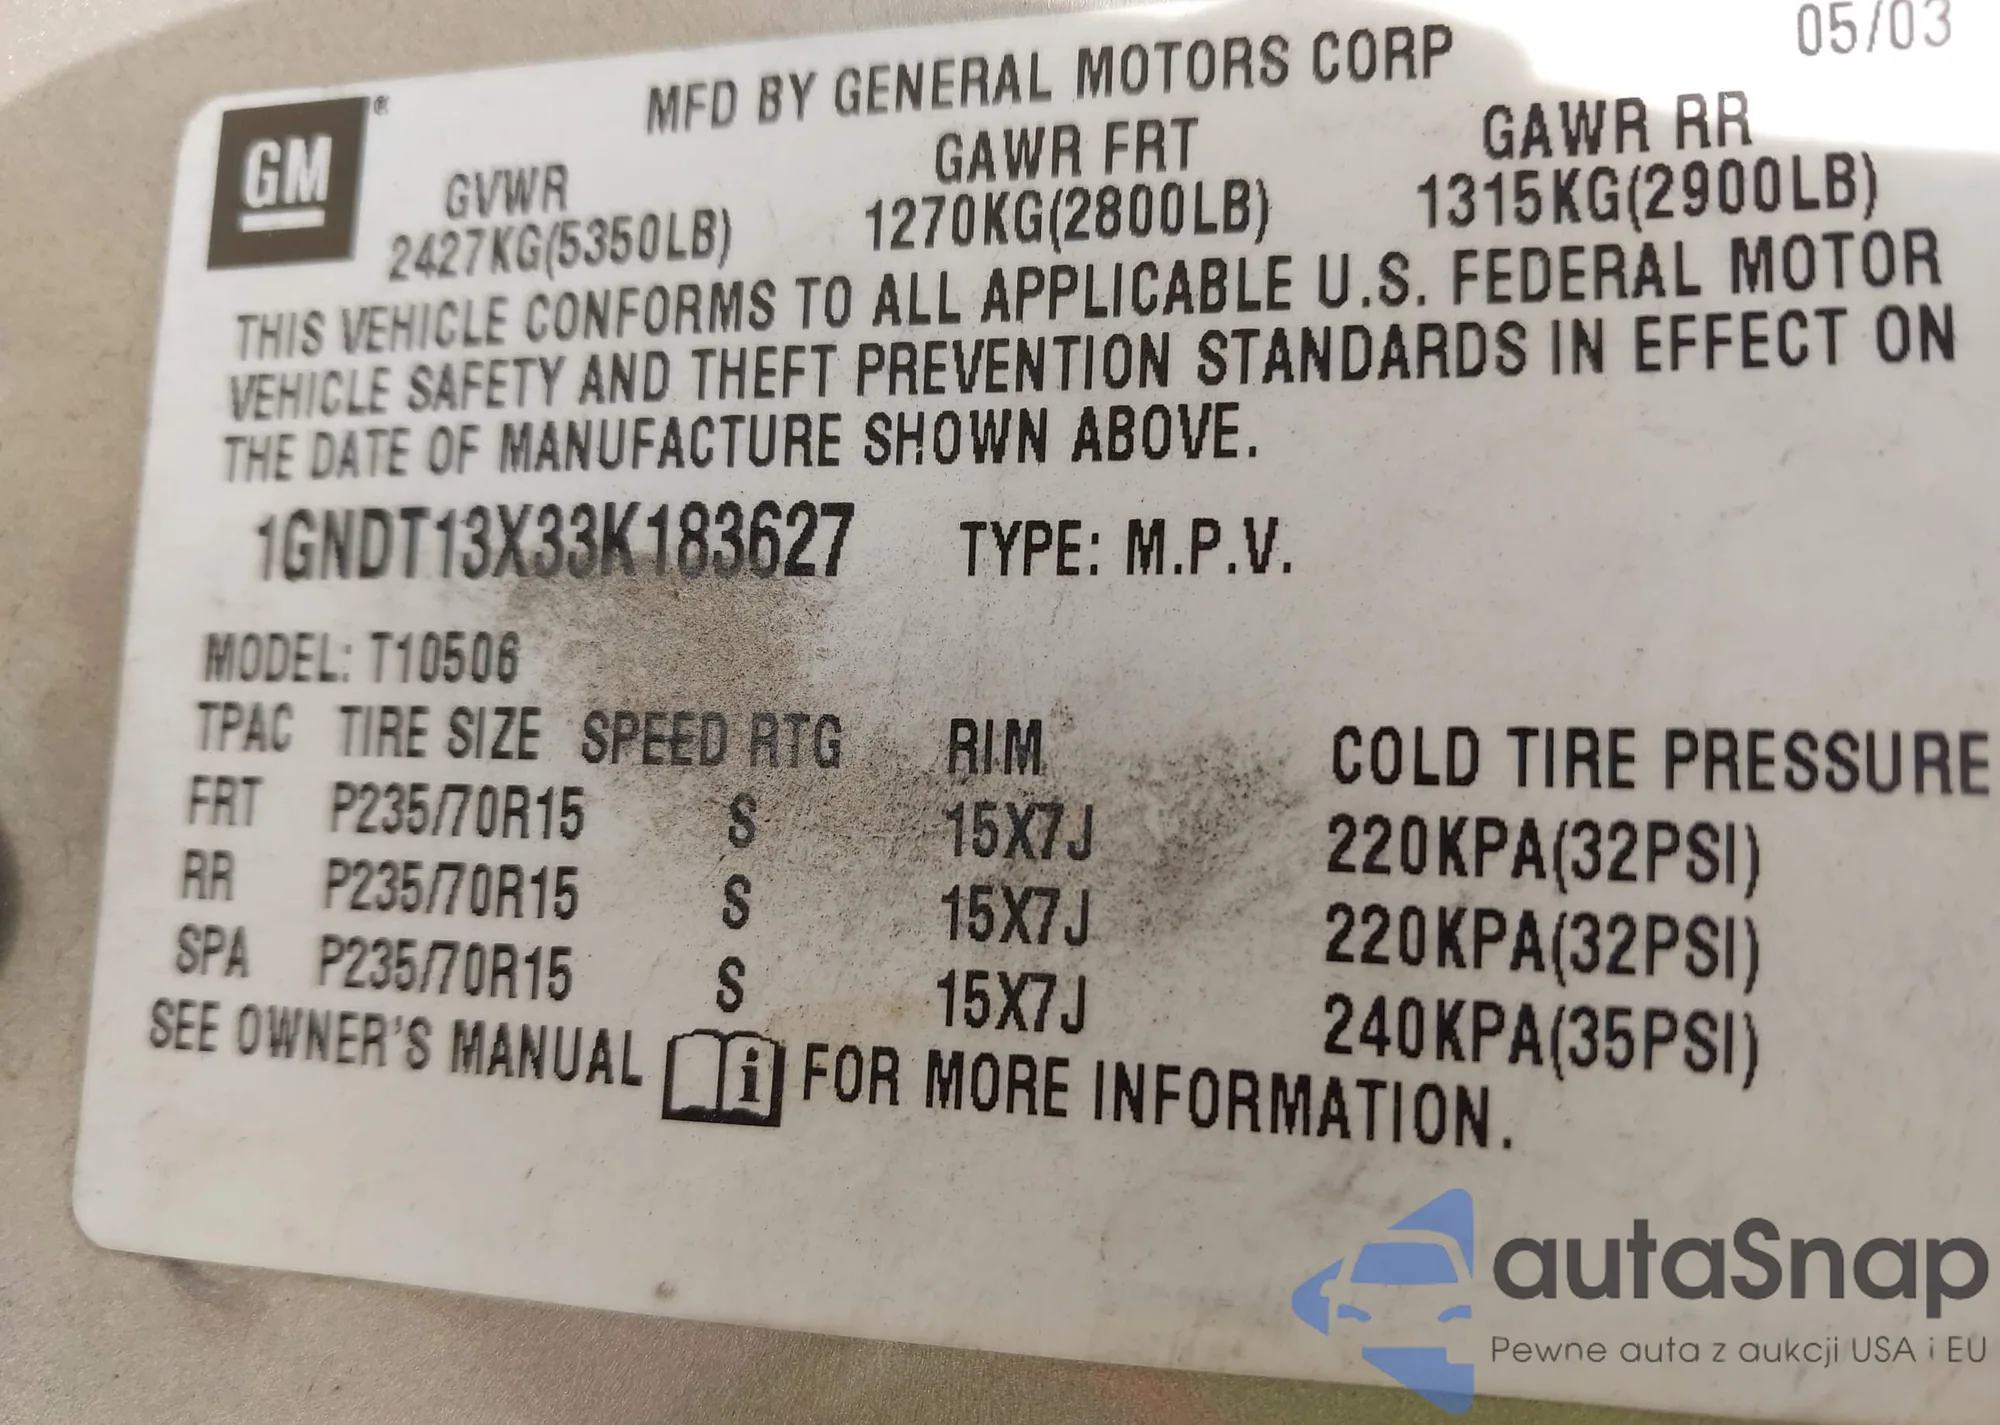 05/03
MFD BY GENERAL MOTORS CORP
GM®
GVWR GAWR FRT GAWR RR
2427KG(5350LB) 1270KG(2800LB) 1315KG(2900LB)
THIS VEHICLE CONFORMS TO ALL APPLICABLE U.S. FEDERAL MOTOR
VEHICLE SAFETY AND THEFT PREVENTION STANDARDS IN EFFECT ON
THE DATE OF MANUFACTURE SHOWN ABOVE.
1GNDT13X33K183627 TYPE: M.P.V.
MODEL: T10506
TPAC TIRE SIZE SPEED RTG RIM COLD TIRE PRESSURE
FRT P235/70R15 S 15X7J 220KPA(32PSI)
RR P235/70R15 S 15X7J 220KPA(32PSI)
SPA P235/70R15 S 15X7J 240KPA(35PSI)
SEE OWNER'S MANUAL i FOR MORE INFORMATION.
autaSnap
Pewne auta z aukcji USA i EU